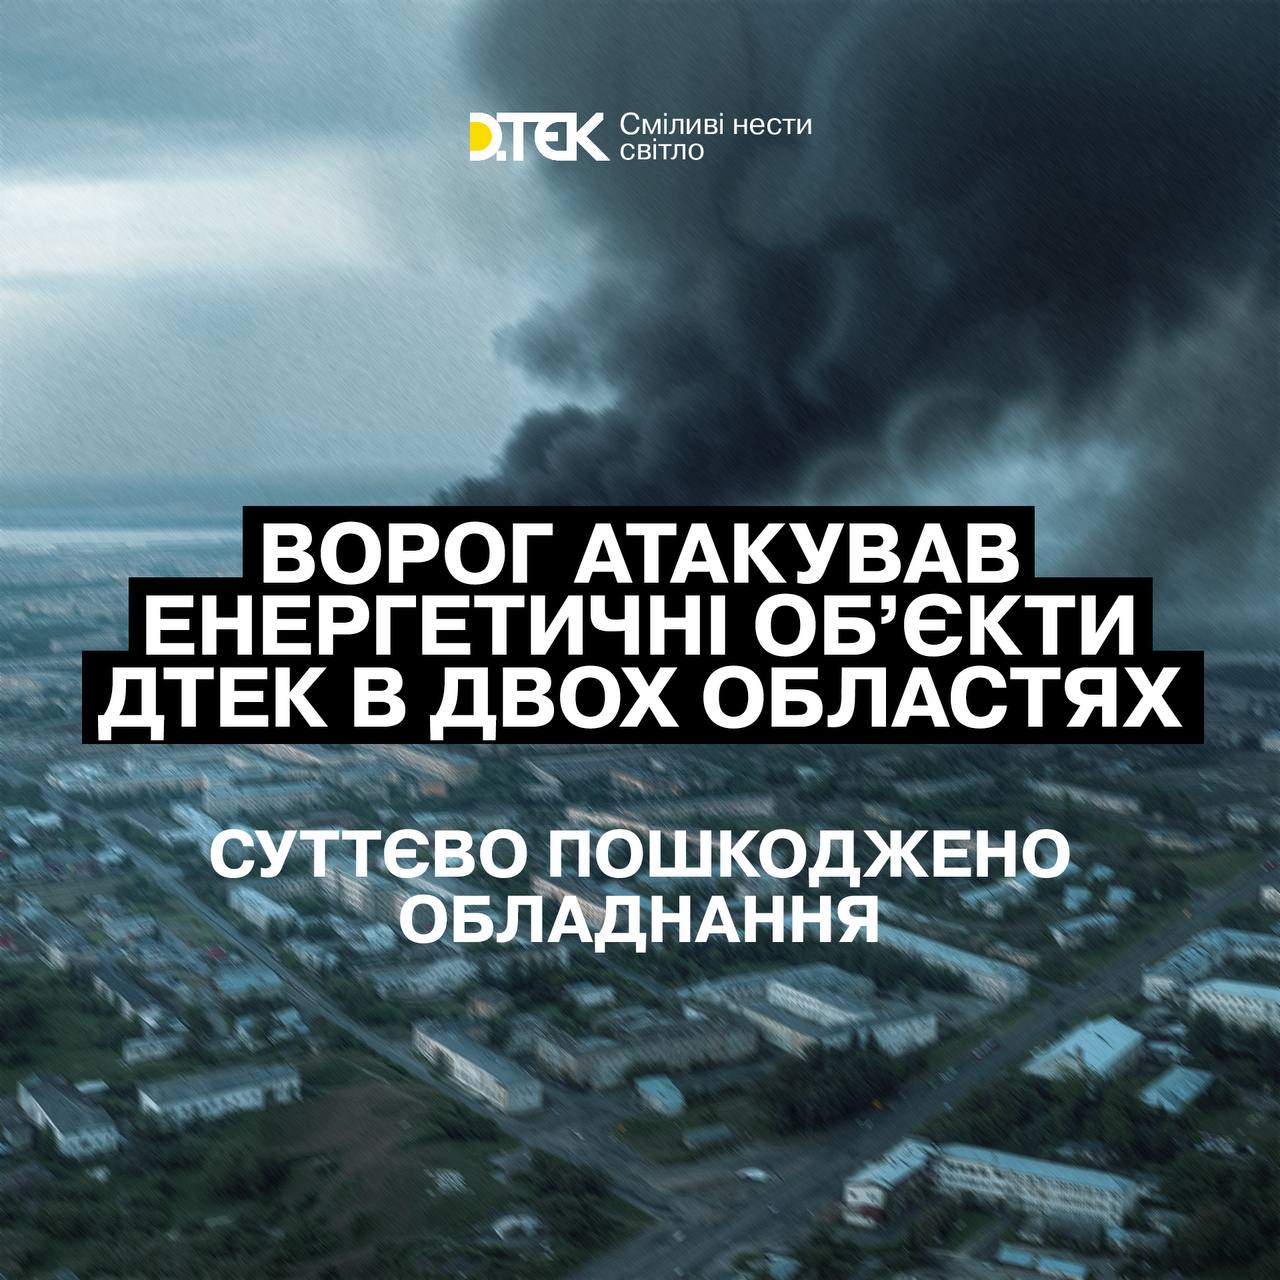 D.TEK Сміливі нести
світло
ВОРОГ АТАКУВАВ
ЕНЕРГЕТИЧНІ ОБ’ЄКТИ
ДТЕК В ДВОХ ОБЛАСТЯХ
СУТТЄВО ПОШКОДЖЕНО
ОБЛАДНАННЯ